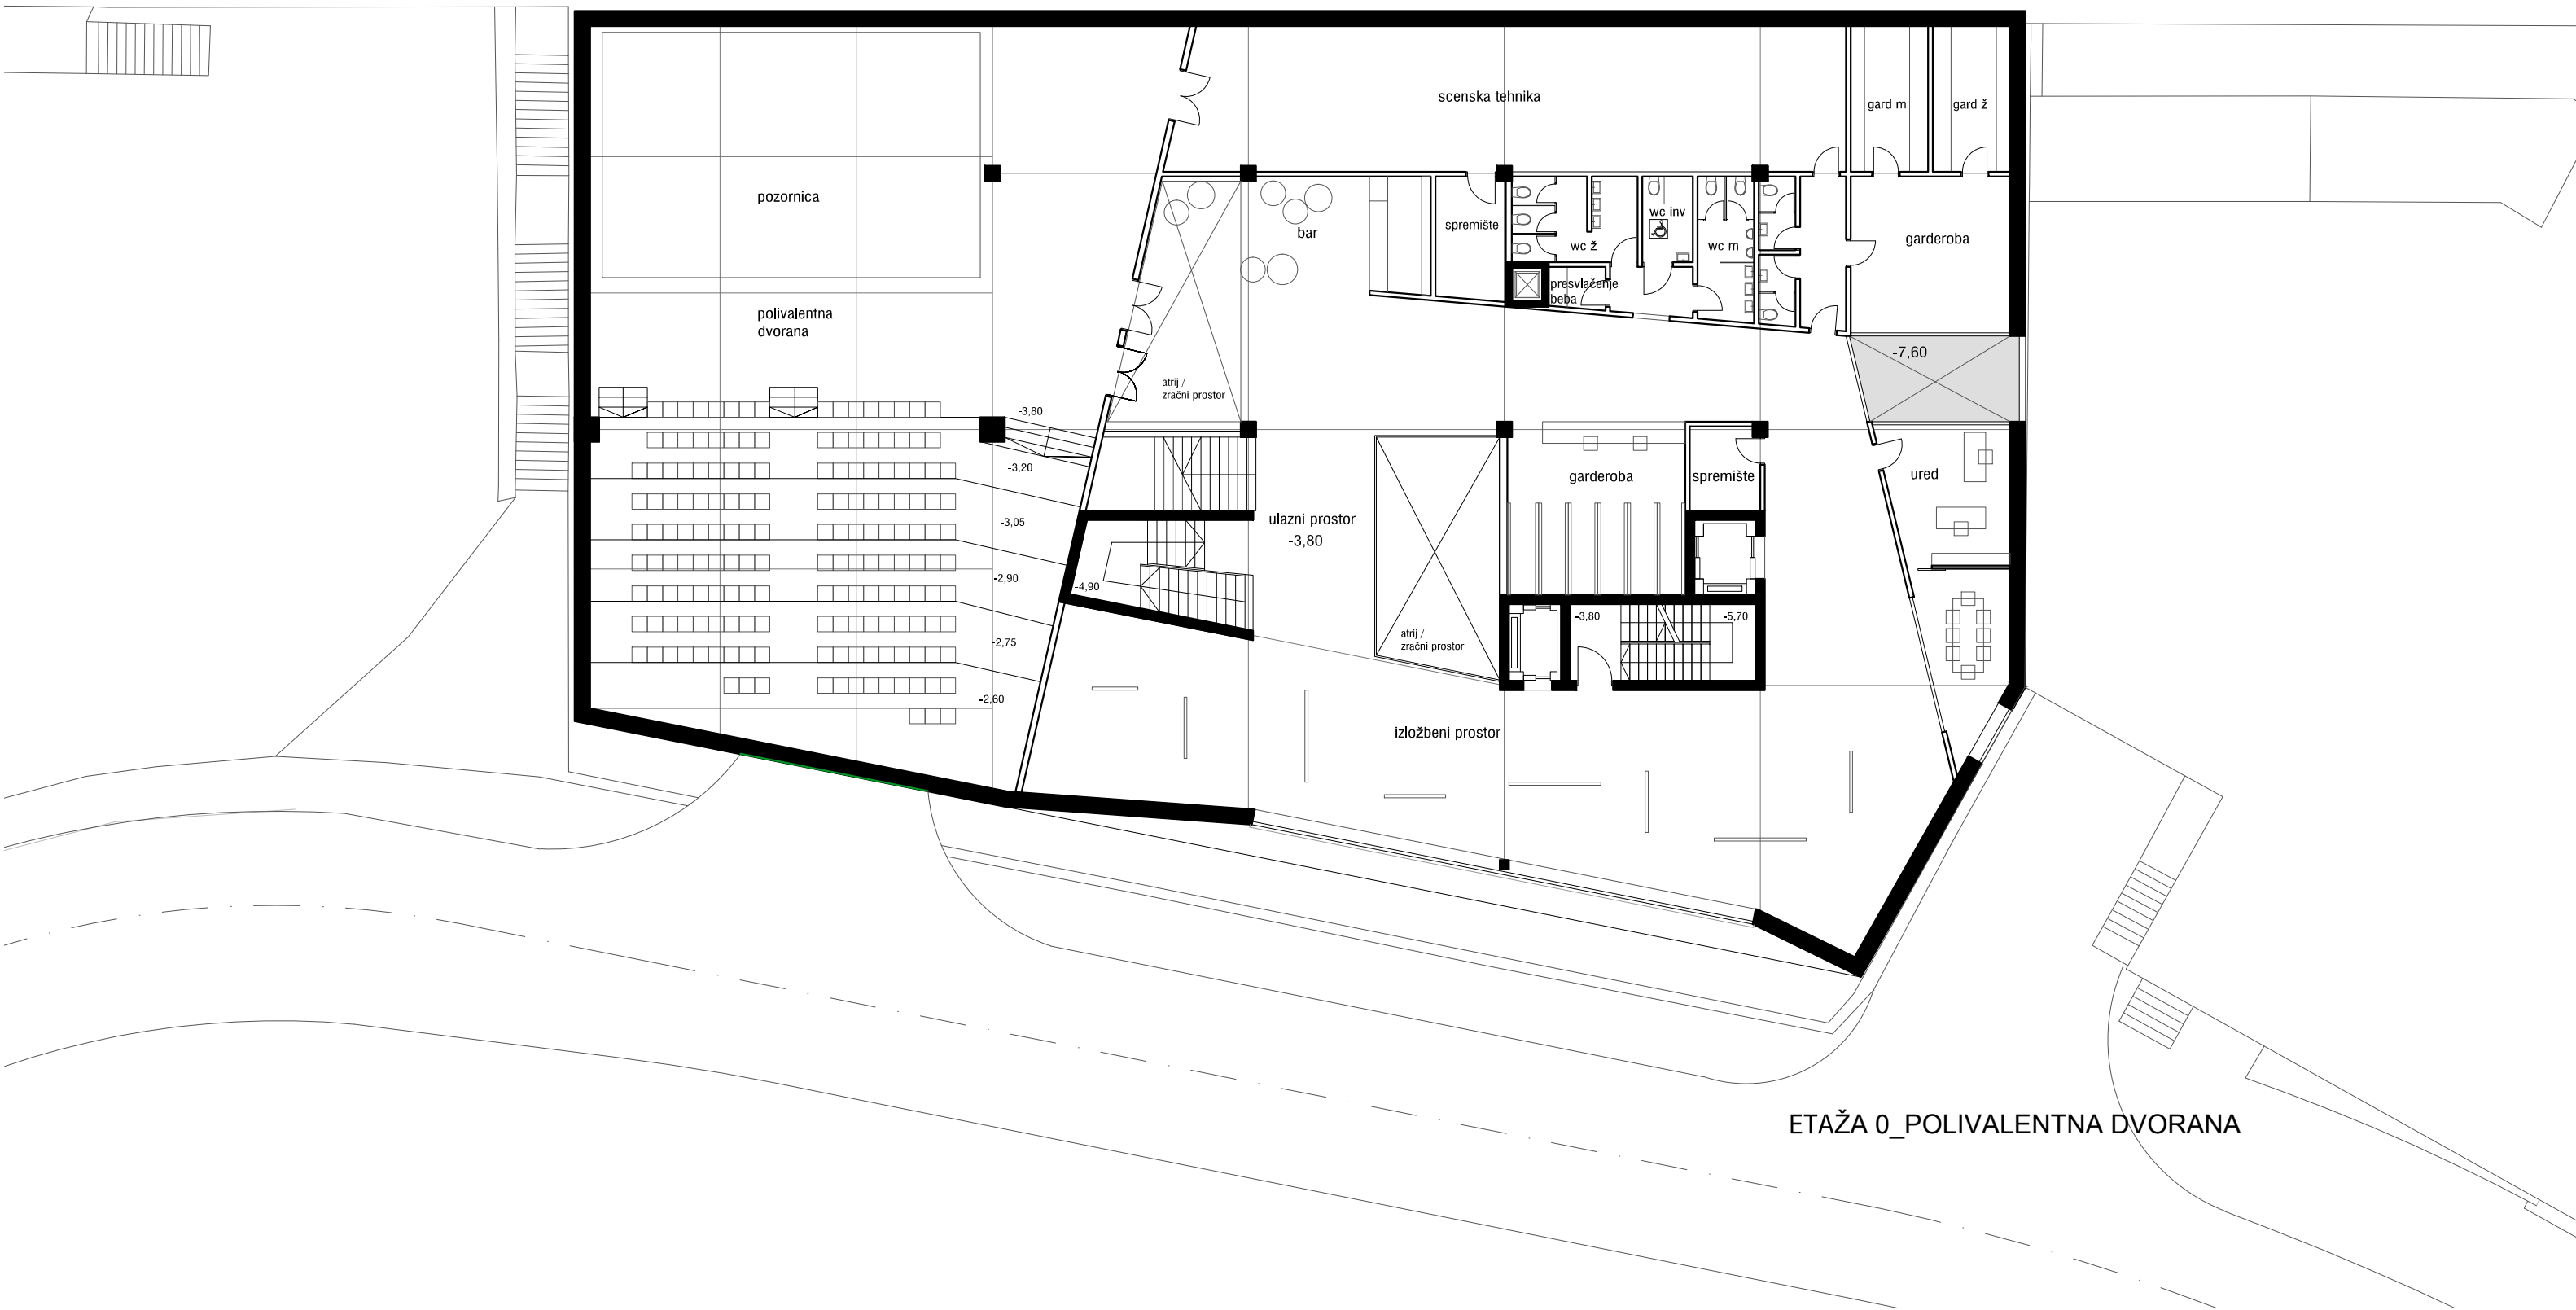 scenska tehnika
gard m
gard ž
pozornica
bar
spremište
wc ž
wc inv
wc m
garderoba
presvlačenje
beba
polivalentna
dvorana
-7,60
atrij /
zračni prostor
-3,80
-3,20
garderoba
spremište
ured
-3,05
ulazni prostor
-3,80
-2,90
-4,90
-3,80
-5,70
-2,75
atrij /
zračni prostor
-2,60
izložbeni prostor
ETAŽA 0_POLIVALENTNA DVORANA